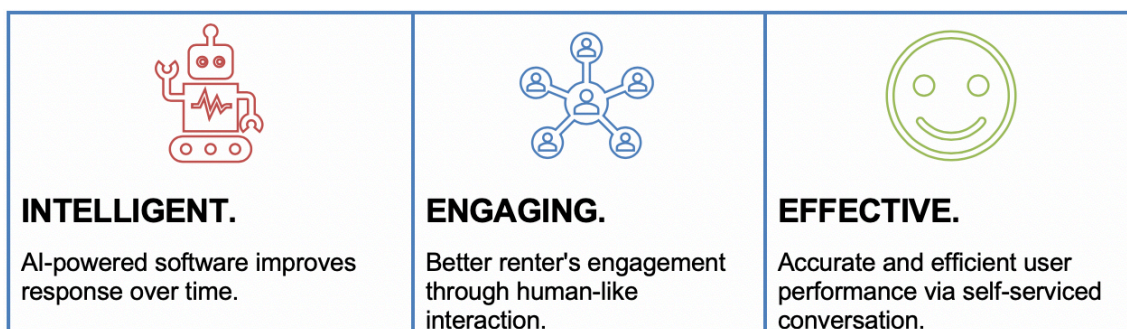 INTELLIGENT.
AI-powered software improves
response over time.
ENGAGING.
Better renter's engagement
through human-like
interaction.
EFFECTIVE.
Accurate and efficient user
performance via self-serviced
conversation.